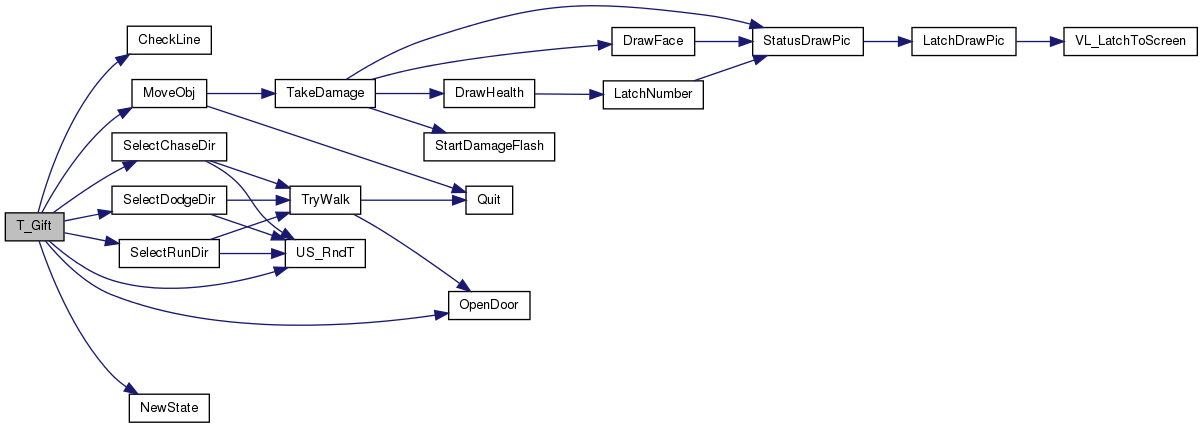 CheckLine
DrawFace
StatusDrawPic
LatchDrawPic
VL_LatchToScreen
MoveObj
TakeDamage
DrawHealth
LatchNumber
SelectChaseDir
StartDamageFlash
SelectDodgeDir
TryWalk
Quit
T_Gift
SelectRunDir
US_RndT
OpenDoor
NewState